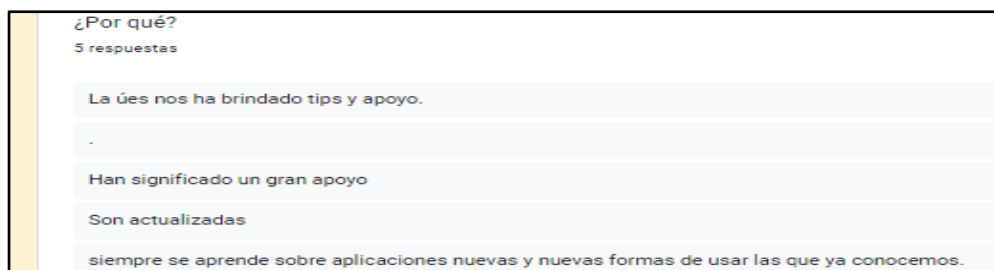 ¿Por qué?
5 respuestas
La úes nos ha brindado tips y apoyo.
.
Han significado un gran apoyo
Son actualizadas
siempre se aprende sobre aplicaciones nuevas y nuevas formas de usar las que ya conocemos.